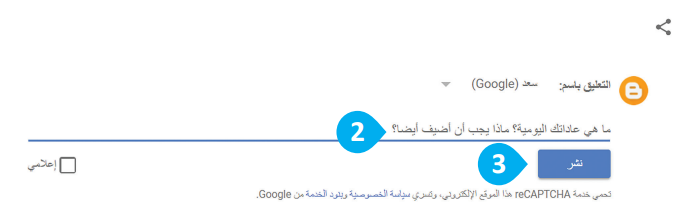 التعليق باسم: سعد (Google)
ما هي عاداتك اليومية؟ ماذا يجب أن أضيف أيضا؟ 2
نشر 3
إعلامي
تحمي خدمة reCAPTCHA هذا الموقع الإلكتروني، وتسري سياسة الخصوصية وبنود الخدمة من Google.